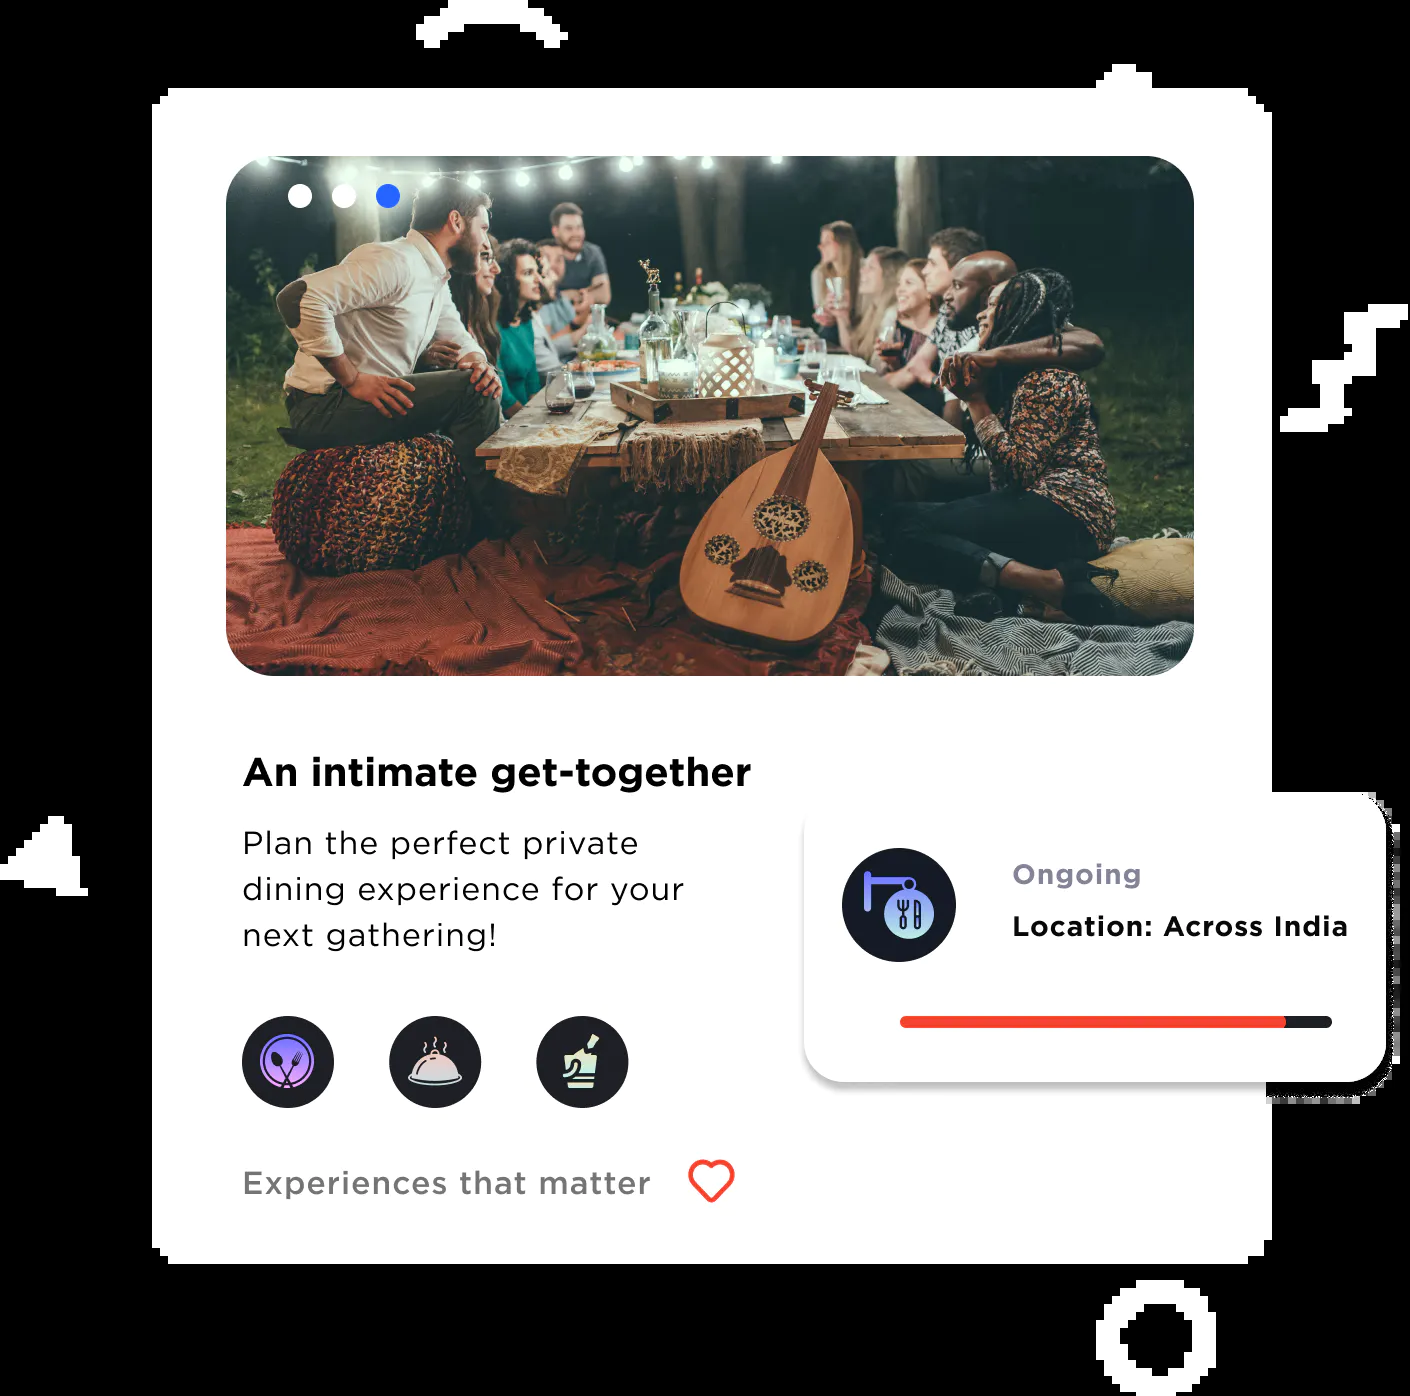 An intimate get-together
Plan the perfect private
dining experience for your
next gathering!
Ongoing
Location: Across India
Experiences that matter